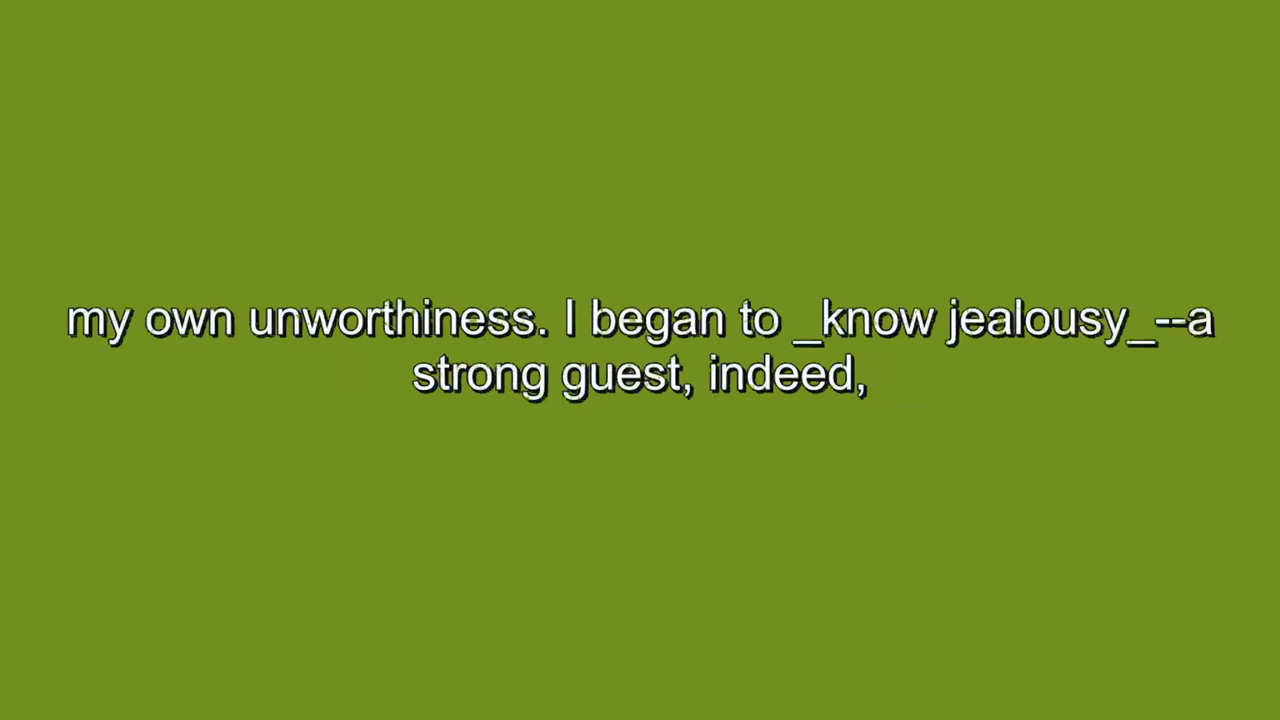 my own unworthiness. I began to _know jealousy_--a
strong guest, indeed,